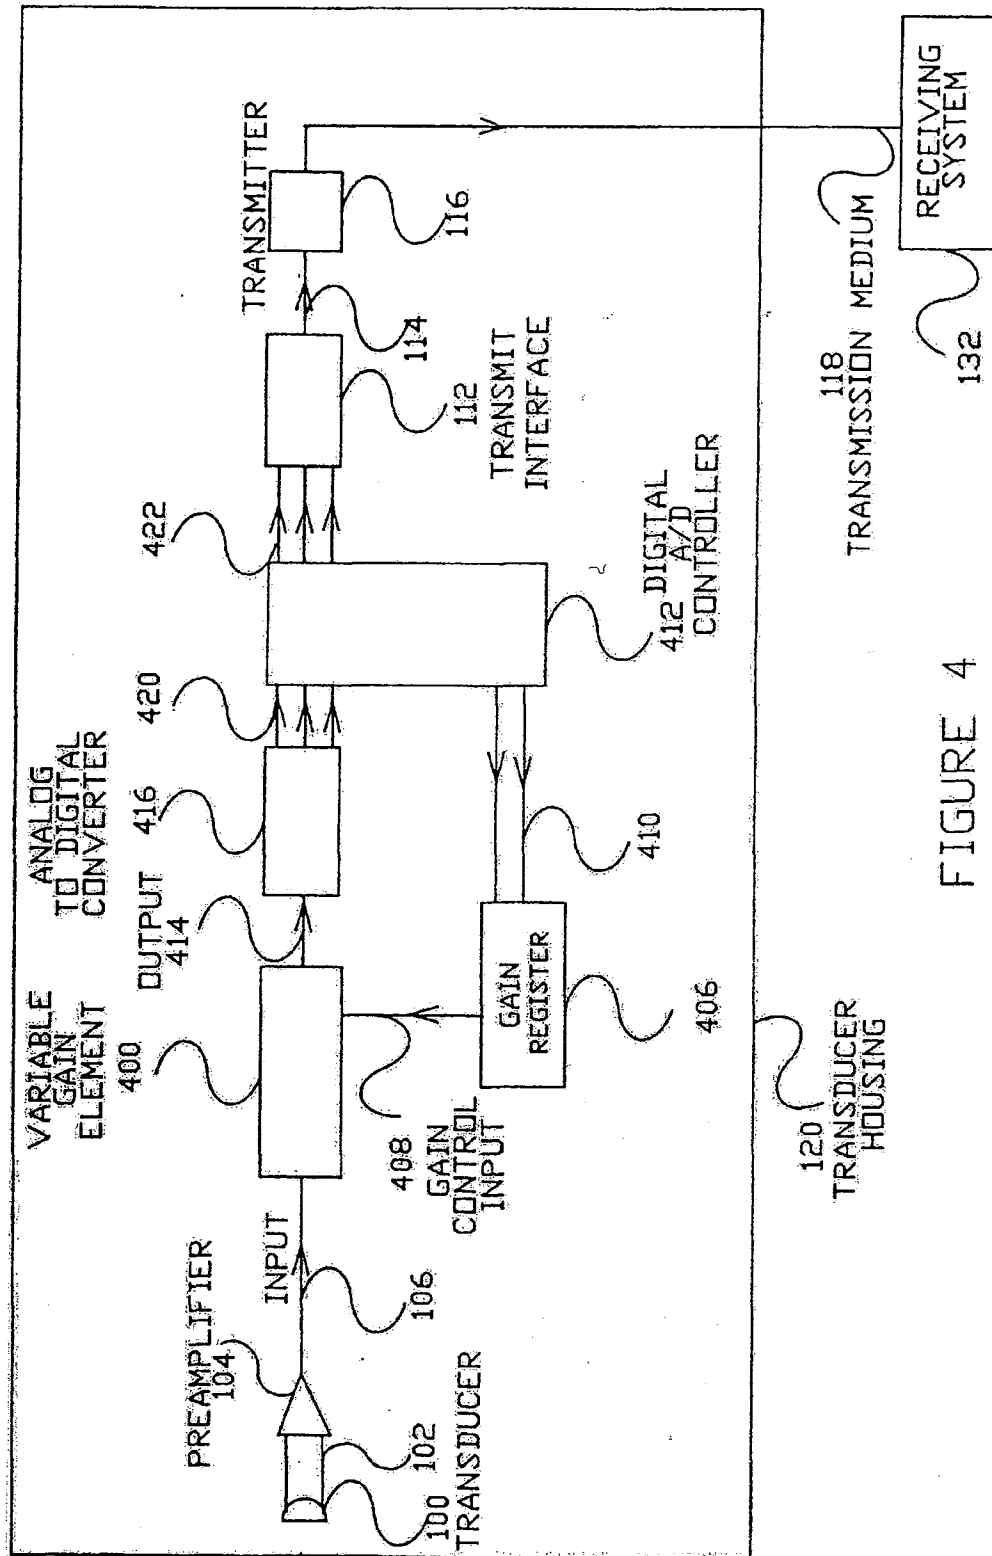 VARIABLE
GAIN
ELEMENT
400
ANALOG
TO DIGITAL
CONVERTER
416
OUTPUT
414
420
422
TRANSMITTER
PREAMPLIFIER
104
INPUT
106
102
100
TRANSDUCER
408
GAIN
CONTROL
INPUT
GAIN
REGISTER
406
410
412
DIGITAL
A/D
CONTROLLER
112
TRANSMIT
INTERFACE
114
116
120
TRANSDUCER
HOUSING
118
TRANSMISSION MEDIUM
RECEIVING
SYSTEM
132
FIGURE 4